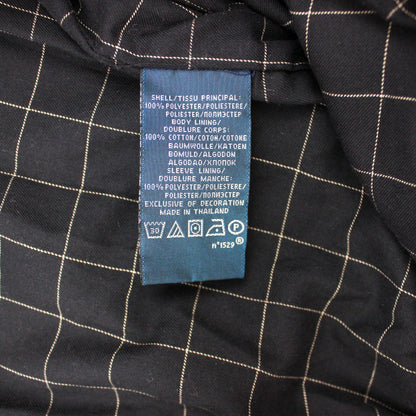 SHELL/TISSU PRINCIPAL:
100% POLYESTER/POLIESTERE/
POLIESTER/ПОЛИЭСТЕР
BODY LINING/
DOUBLURE CORPS:
100% COTTON/COTON/COTONE
BAUMWOLLE/KATOEN
BOMULD/ALGODON
ALGODAO/ХЛОПОК
SLEEVE LINING/
DOUBLURE MANCHE:
100% POLYESTER/POLIESTERE/
POLIESTER/ПОЛИЭСТЕР
EXCLUSIVE OF DECORATION
MADE IN THAILAND
30 P
n°1529 ®